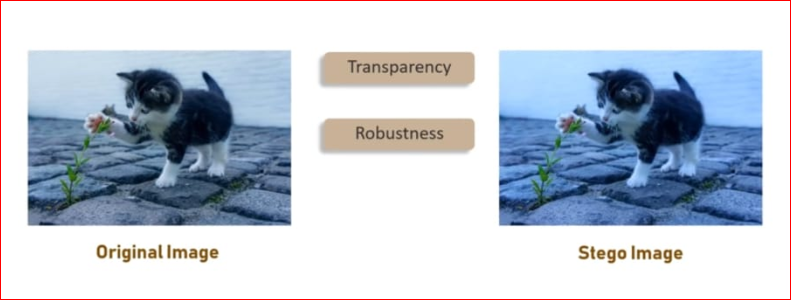 Transparency
Robustness
Original Image
Stego Image